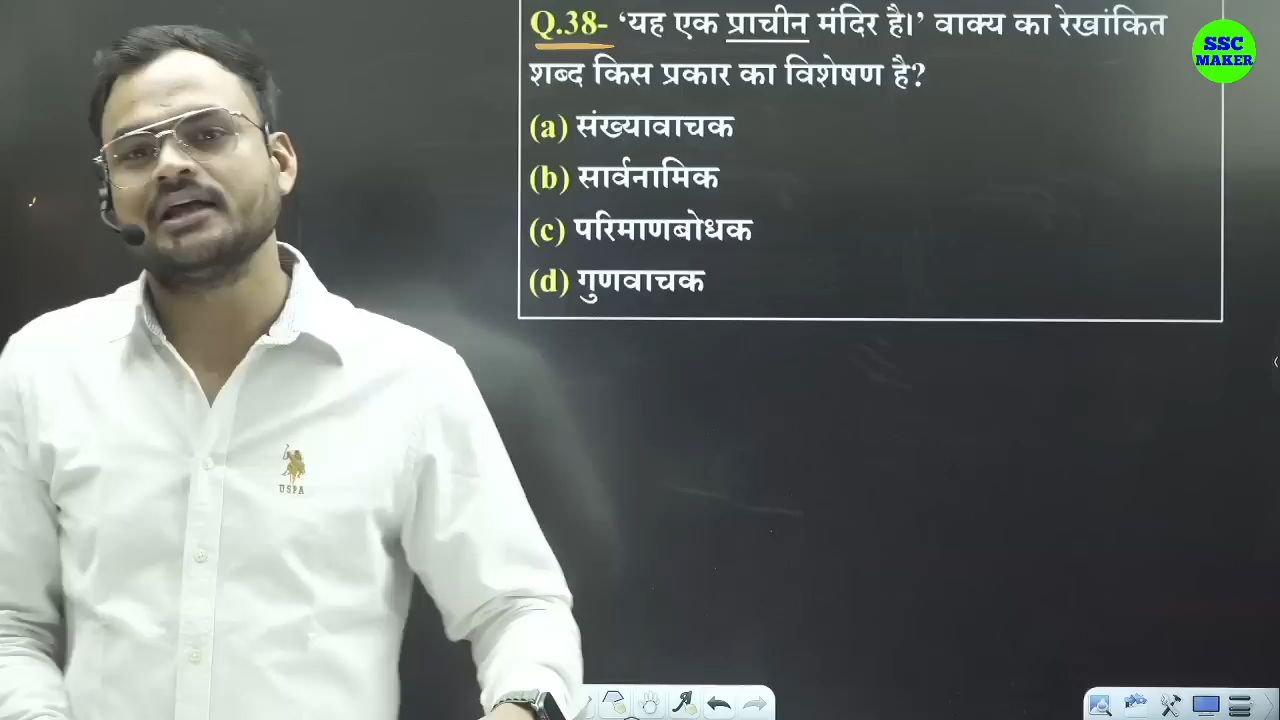 Q.38- ‘यह एक प्राचीन मंदिर है।’ वाक्य का रेखांकित
शब्द किस प्रकार का विशेषण है?
(a) संख्यावाचक
(b) सार्वनामिक
(c) परिमाणबोधक
(d) गुणवाचक
SSC
MAKER
USPA